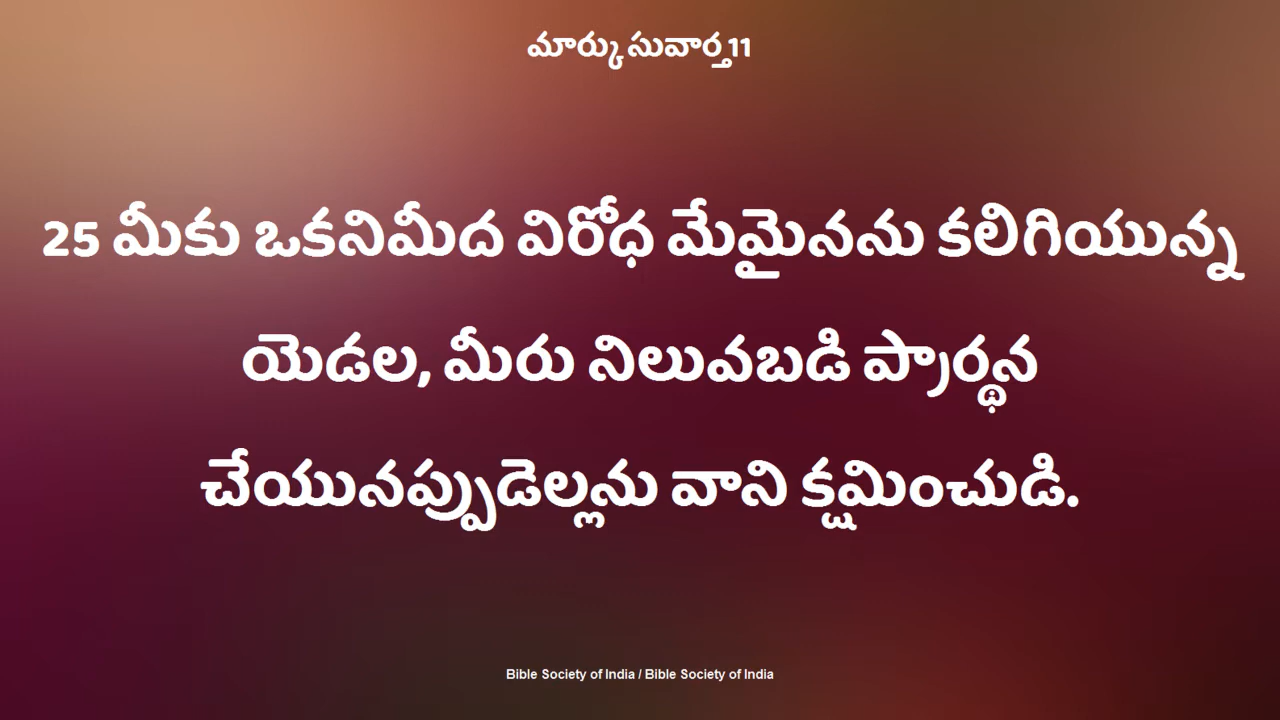 మార్కు సువార్త 11
25 మీకు ఒకనిమీద విరోధ మేమైనను కలిగియున్న
యెడల, మీరు నిలువబడి ప్రార్థన
చేయునప్పుడెల్లను వాని క్షమించుడి.
Bible Society of India / Bible Society of India